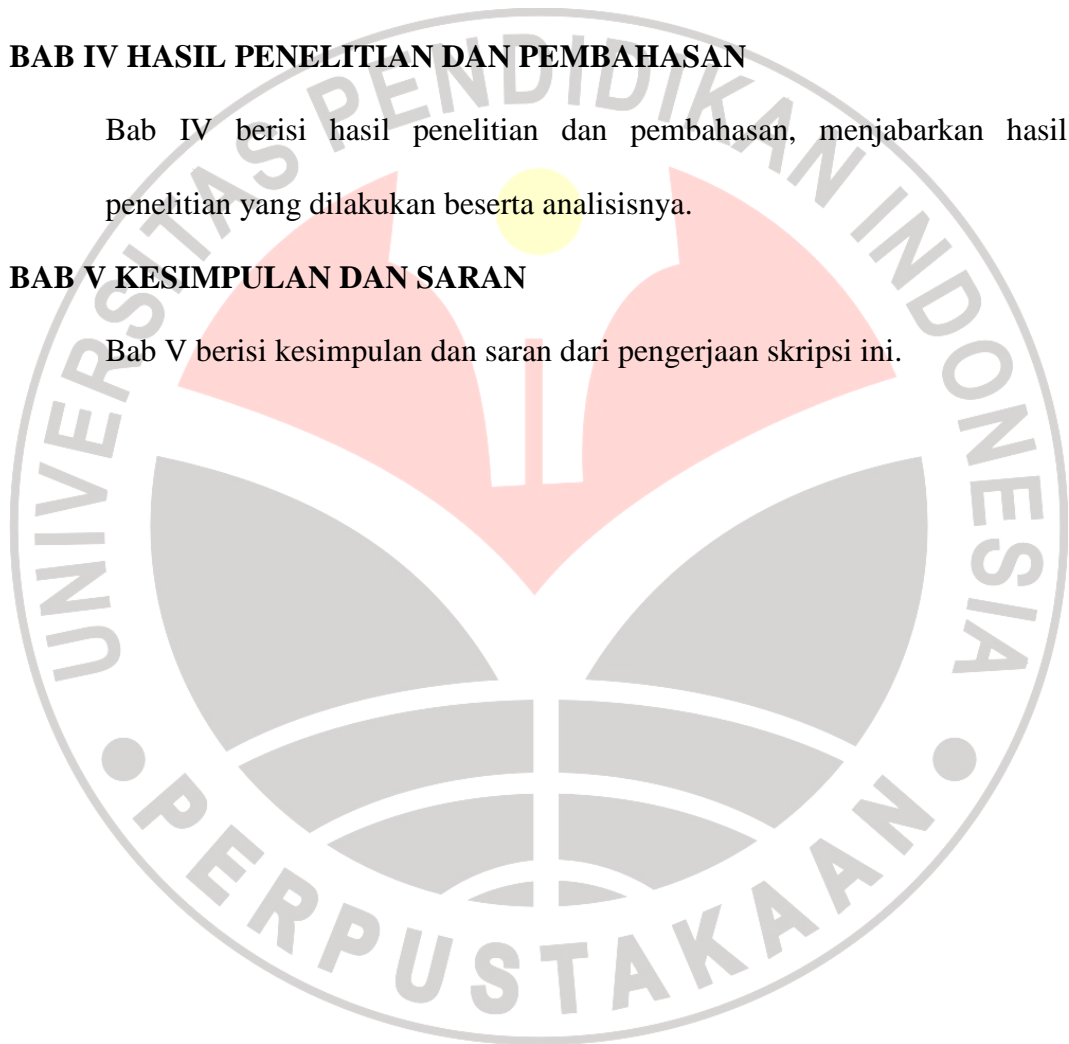 BAB IV HASIL PENELITIAN DAN PEMBAHASAN
Bab IV berisi hasil penelitian dan pembahasan, menjabarkan hasil
penelitian yang dilakukan beserta analisisnya.
BAB V KESIMPULAN DAN SARAN
Bab V berisi kesimpulan dan saran dari pengerjaan skripsi ini.
UNIVERSITAS PENDIDIKAN INDONESIA
PERPUSTAKAAN